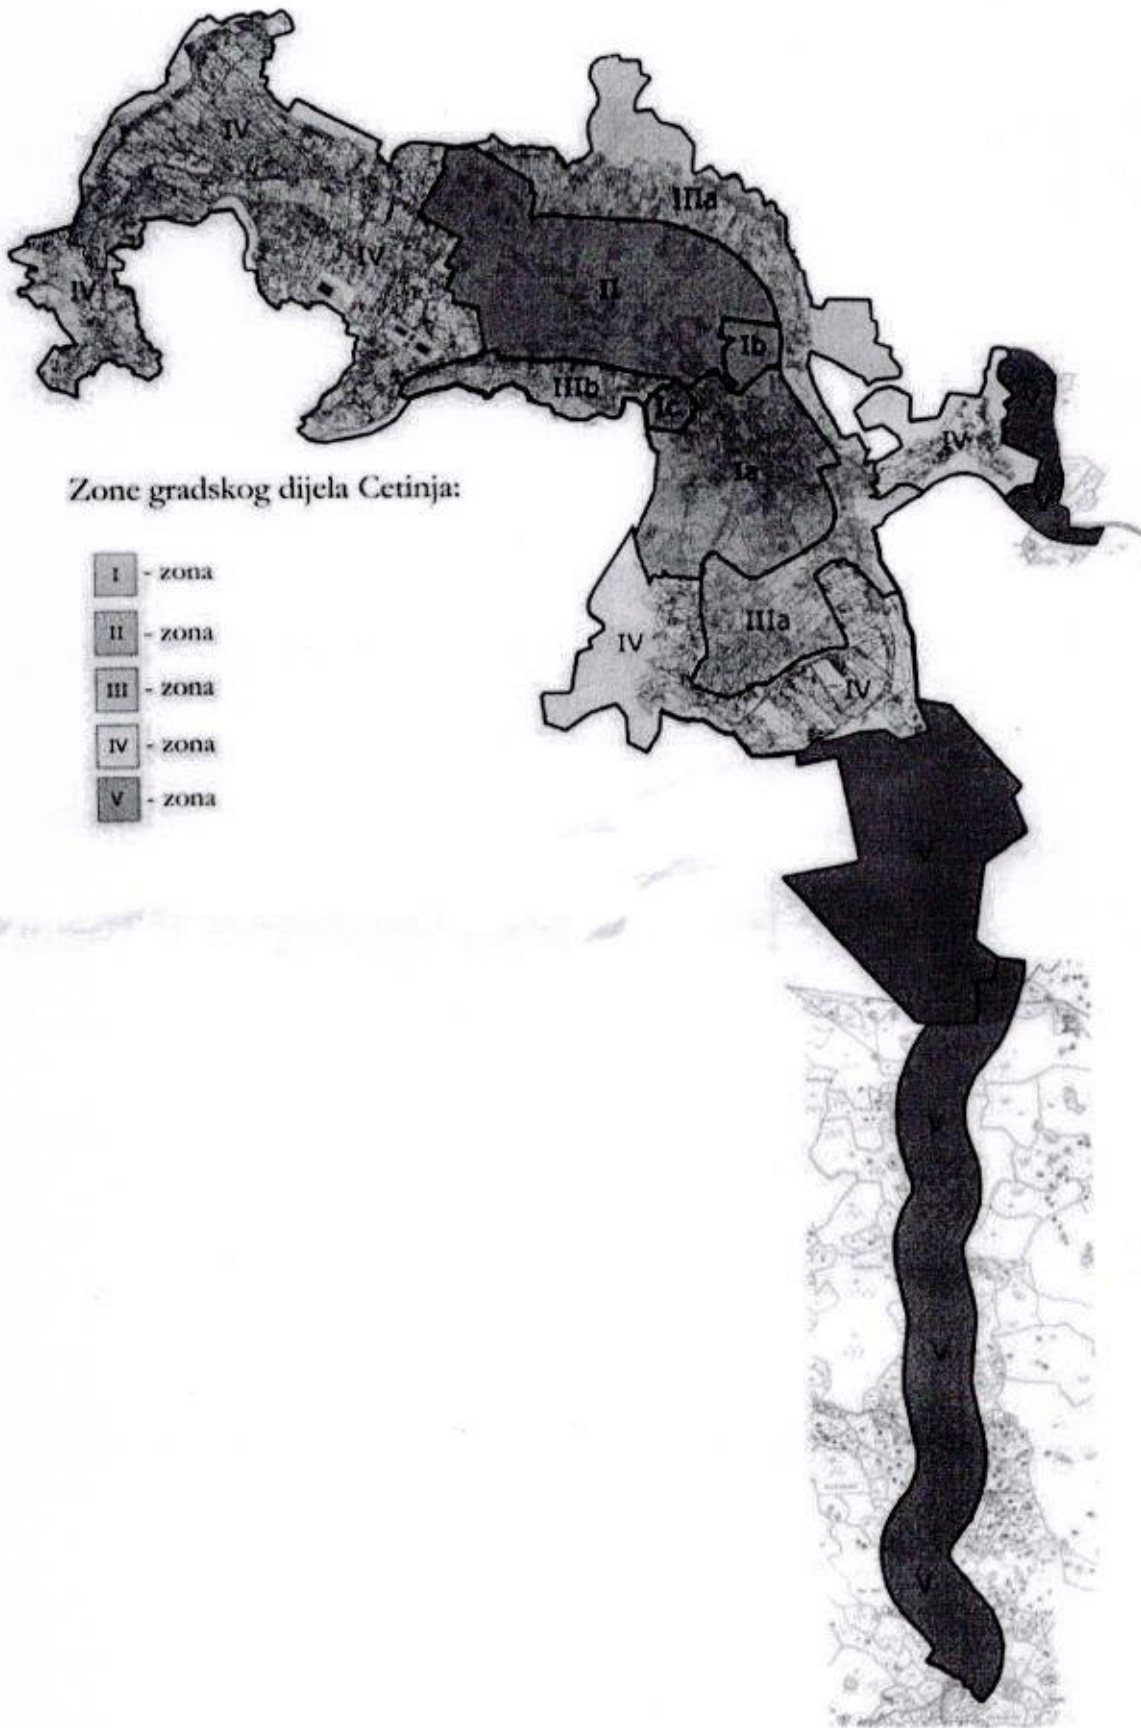 IV
IIIa
IV
II
IV
Ib
IIIb
Ic
IV
Ia
Zone gradskog dijela Cetinja:
I - zona
II - zona
III - zona
IV - zona
V - zona
IIIa
IV
IV
V
V
V
V